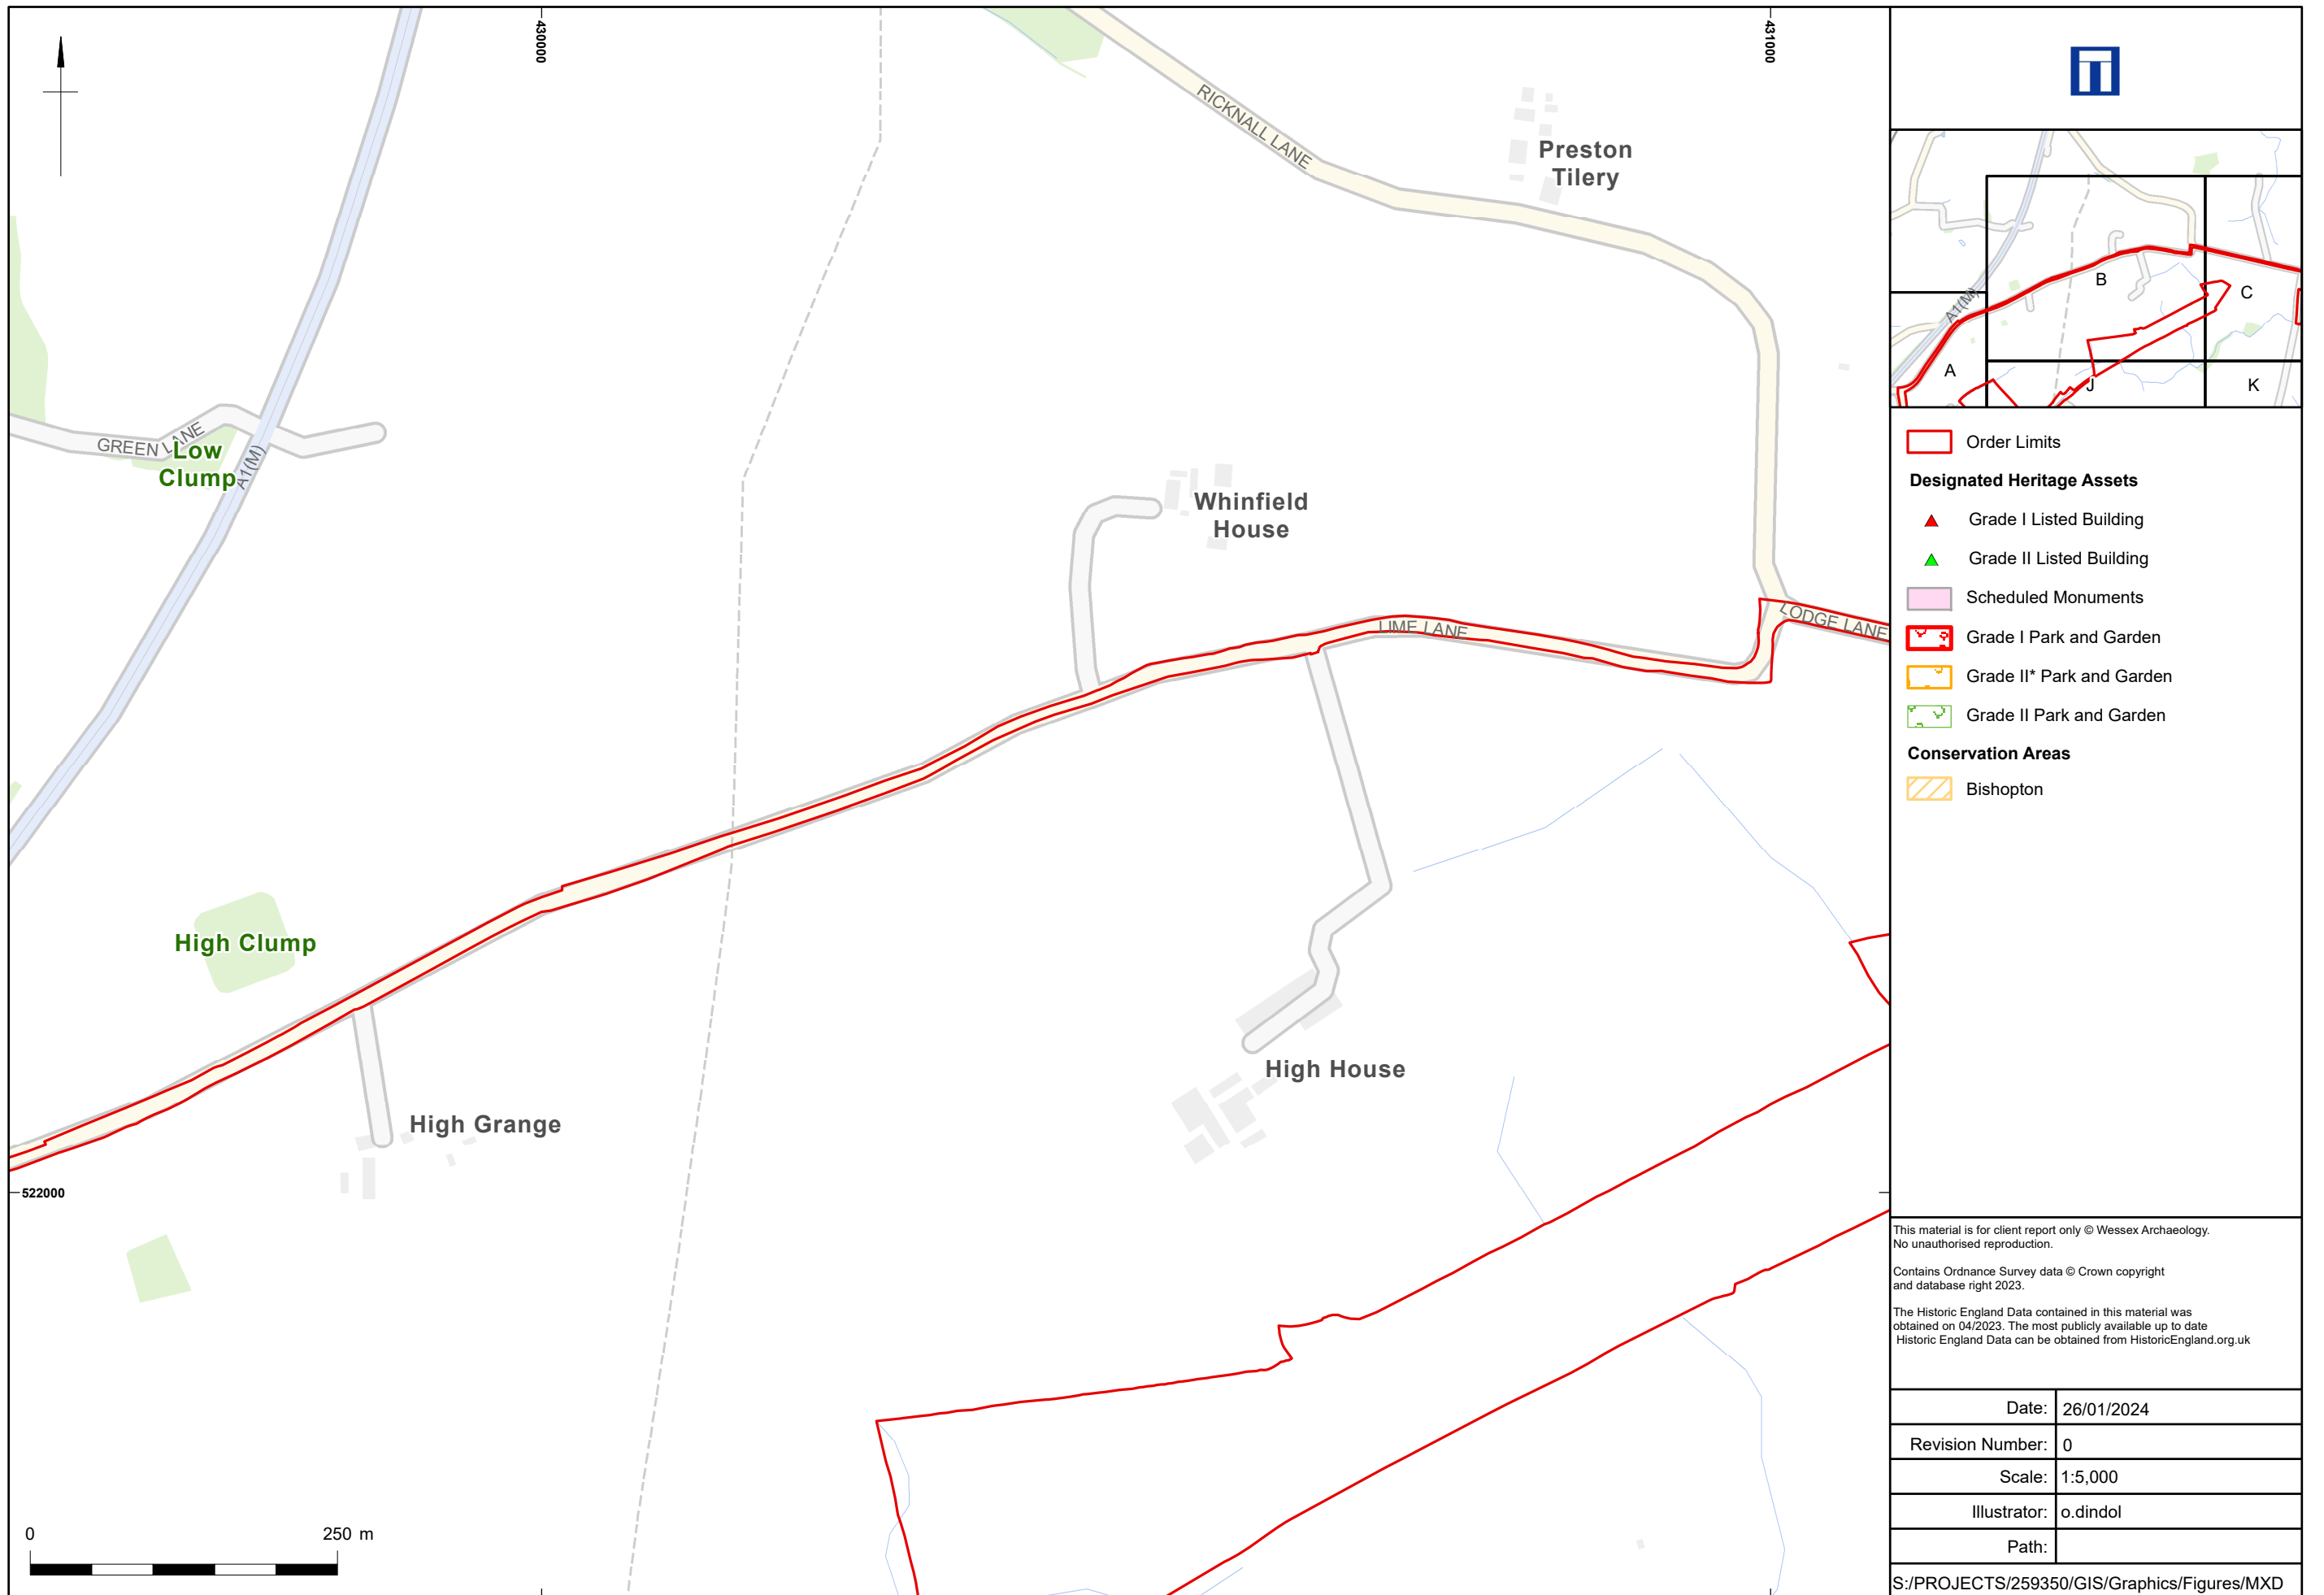 430000
431000
RICKNALL LANE
Preston
Tilery
GREEN LANE
Low
Clump
A1(M)
Whinfield
House
LIME LANE
LODGE LANE
High Clump
High House
High Grange
522000
0 250 m
A1(M)
A
B
C
J
K
Order Limits
Designated Heritage Assets
Grade I Listed Building
Grade II Listed Building
Scheduled Monuments
Grade I Park and Garden
Grade II* Park and Garden
Grade II Park and Garden
Conservation Areas
Bishopton
This material is for client report only © Wessex Archaeology.
No unauthorised reproduction.
Contains Ordnance Survey data © Crown copyright
and database right 2023.
The Historic England Data contained in this material was
obtained on 04/2023. The most publicly available up to date
Historic England Data can be obtained from HistoricEngland.org.uk
Date: 26/01/2024
Revision Number: 0
Scale: 1:5,000
Illustrator: o.dindol
Path:
S:/PROJECTS/259350/GIS/Graphics/Figures/MXD